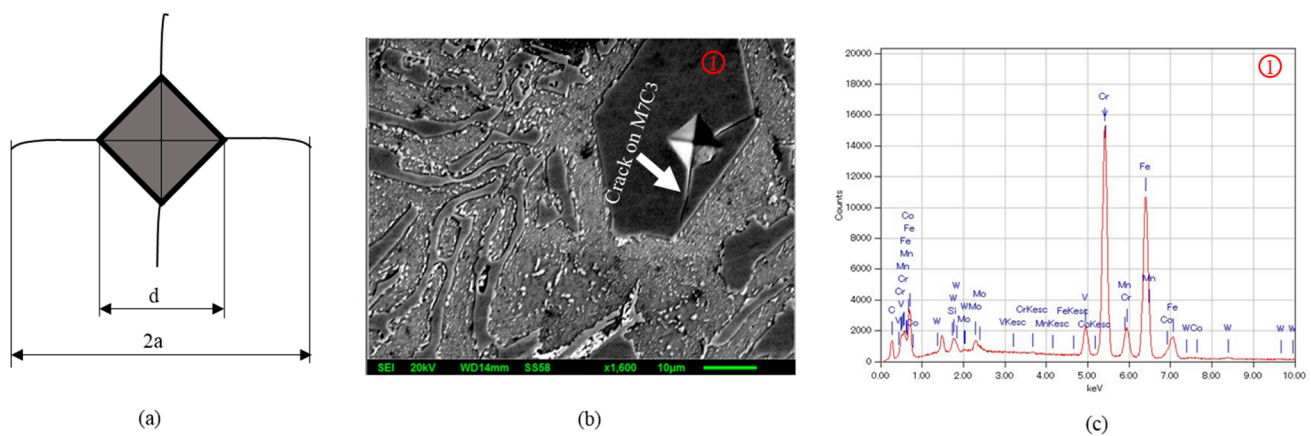 d
2a
(a)
①
Crack on M7C3
SEI 20kV WD14mm SS58 x1,600 10μm
(b)
①
20000
18000
16000
14000
12000
10000
8000
6000
4000
2000
0
Counts
Cr
Fe
Co
Fe
Fe
Mn
Cr
Mn
Cr
V
C
V
Co
W
W
W
Si
W
Mo
Mo
Mo
VKesc
CrKesc
MnKesc
FeKesc
CoKesc
V
Mn
Cr
Mn
Fe
Co
W
Co
W
W
W
0.00 1.00 2.00 3.00 4.00 5.00 6.00 7.00 8.00 9.00 10.00
keV
(c)